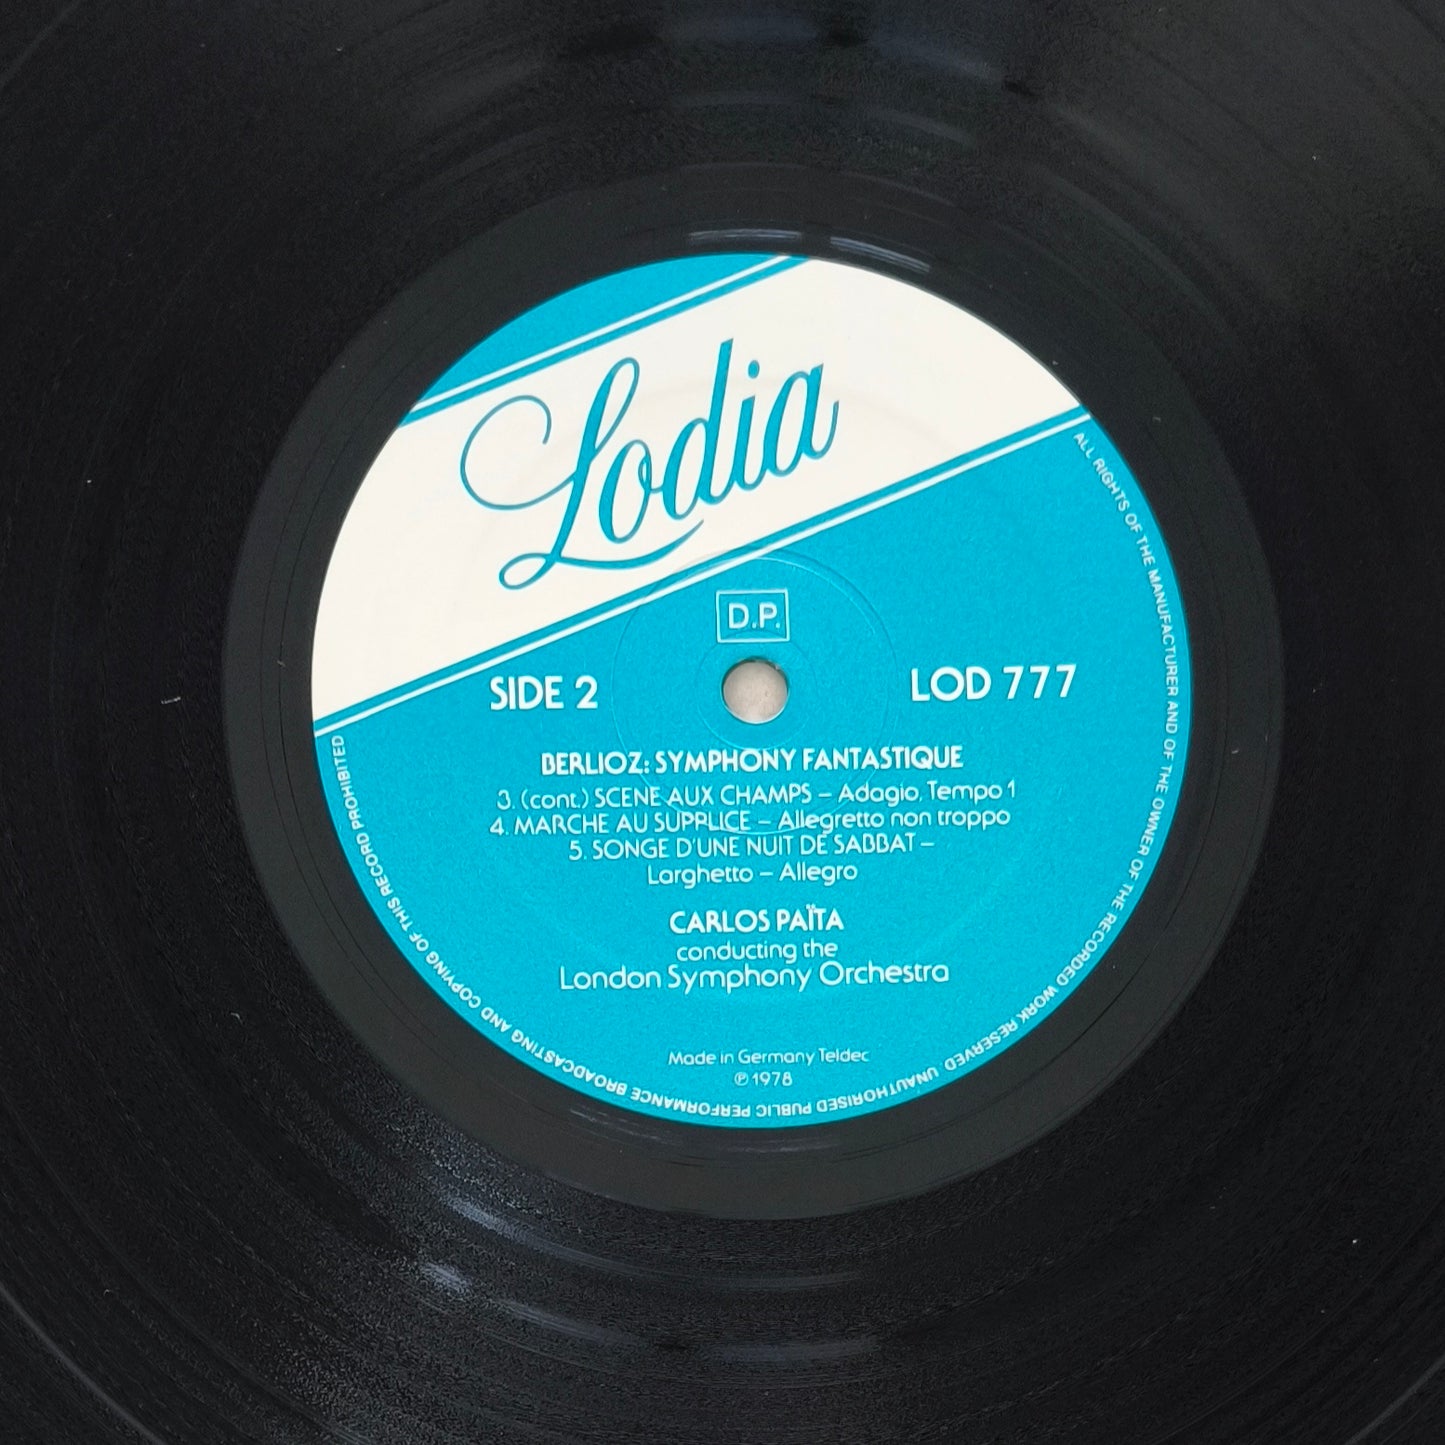 Lodia
D.P.
SIDE 2
LOD 777
BERLIOZ: SYMPHONY FANTASTIQUE
3. (cont.) SCENE AUX CHAMPS – Adagio, Tempo 1
4. MARCHE AU SUPPLICE – Allegretto non troppo
5. SONGE D'UNE NUIT DE SABBAT –
Larghetto – Allegro
CARLOS PAÏTA
conducting the
London Symphony Orchestra
Made in Germany Teldec
℗ 1978
ALL RIGHTS OF THE MANUFACTURER AND OF THE OWNER OF THE RECORDED WORK RESERVED UNAUTHORISED PUBLIC PERFORMANCE BROADCASTING AND COPYING OF THIS RECORD PROHIBITED